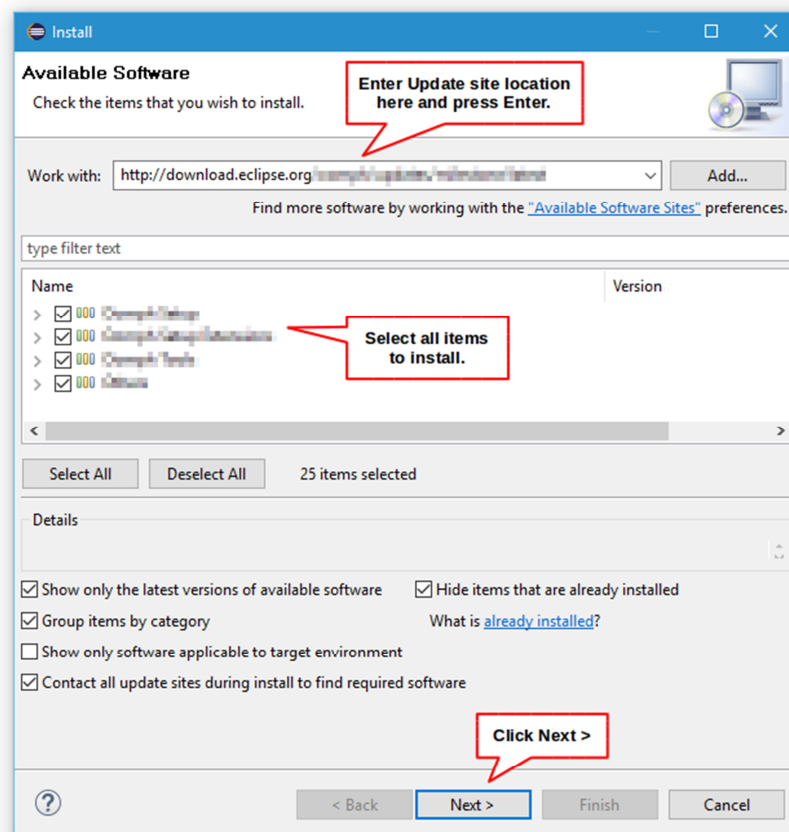 Install
Available Software
Check the items that you wish to install.
Enter Update site location
here and press Enter.
Work with:
http://download.eclipse.org/
Add...
Find more software by working with the "Available Software Sites" preferences.
type filter text
Name
Version
Select all items
to install.
Select All
Deselect All
25 items selected
Details
Show only the latest versions of available software
Hide items that are already installed
Group items by category
What is already installed?
Show only software applicable to target environment
Contact all update sites during install to find required software
Click Next >
< Back
Next >
Finish
Cancel